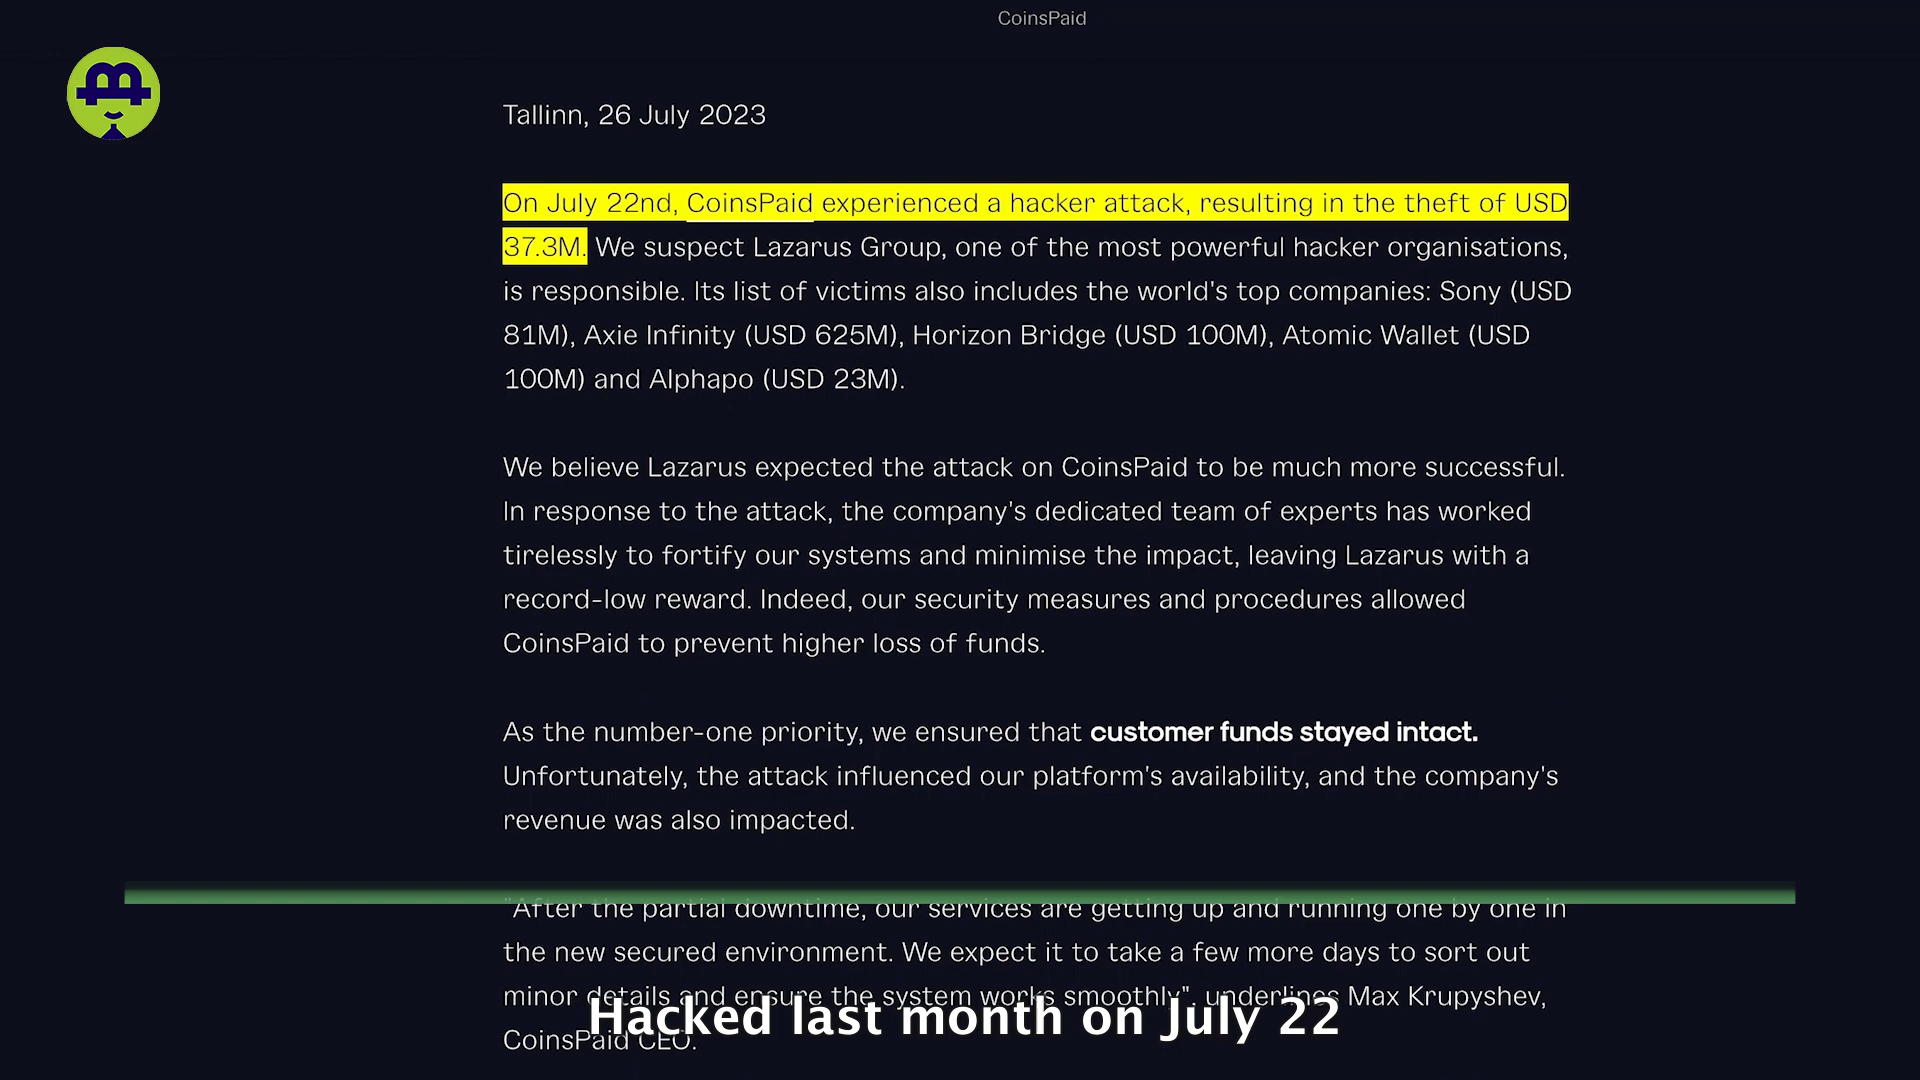 CoinsPaid
Tallinn, 26 July 2023
On July 22nd, CoinsPaid experienced a hacker attack, resulting in the theft of USD
37.3M. We suspect Lazarus Group, one of the most powerful hacker organisations,
is responsible. Its list of victims also includes the world's top companies: Sony (USD
81M), Axie Infinity (USD 625M), Horizon Bridge (USD 100M), Atomic Wallet (USD
100M) and Alphapo (USD 23M).
We believe Lazarus expected the attack on CoinsPaid to be much more successful.
In response to the attack, the company's dedicated team of experts has worked
tirelessly to fortify our systems and minimise the impact, leaving Lazarus with a
record-low reward. Indeed, our security measures and procedures allowed
CoinsPaid to prevent higher loss of funds.
As the number-one priority, we ensured that customer funds stayed intact.
Unfortunately, the attack influenced our platform's availability, and the company's
revenue was also impacted.
"After the partial downtime, our services are getting up and running one by one in
the new secured environment. We expect it to take a few more days to sort out
minor details and ensure the system works smoothly", underlines Max Krupyshev,
CoinsPaid CEO.
Hacked last month on July 22